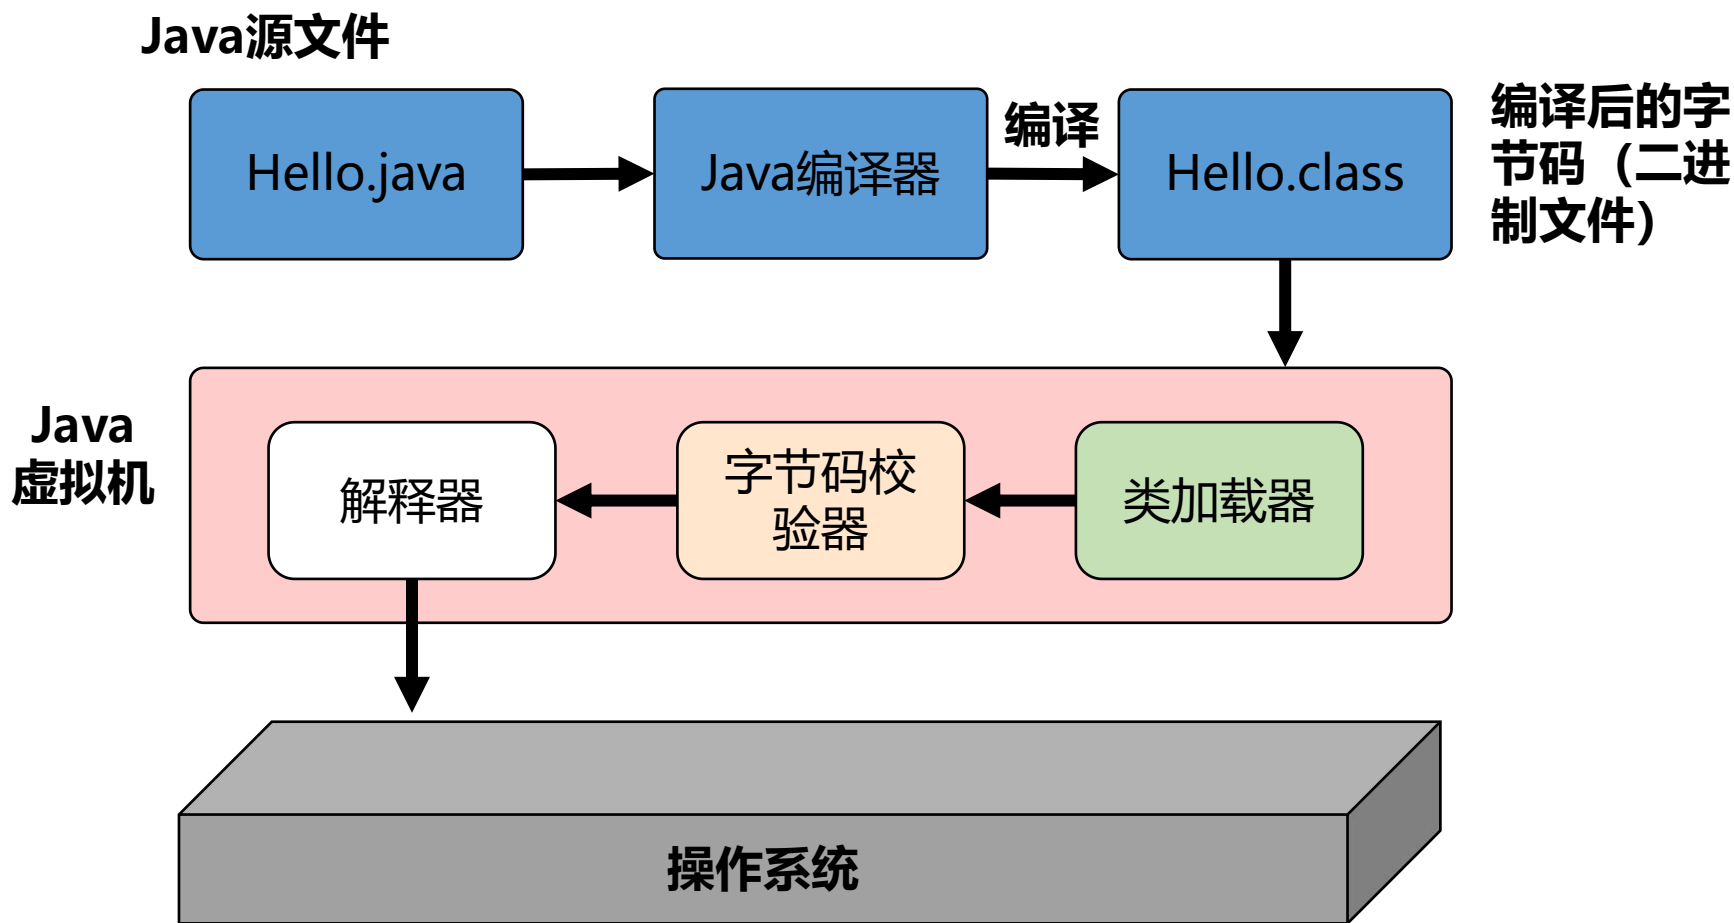 Java源文件
Hello.java
Java编译器
编译
Hello.class
编译后的字
节码（二进
制文件）
Java
虚拟机
解释器
字节码校
验器
类加载器
操作系统